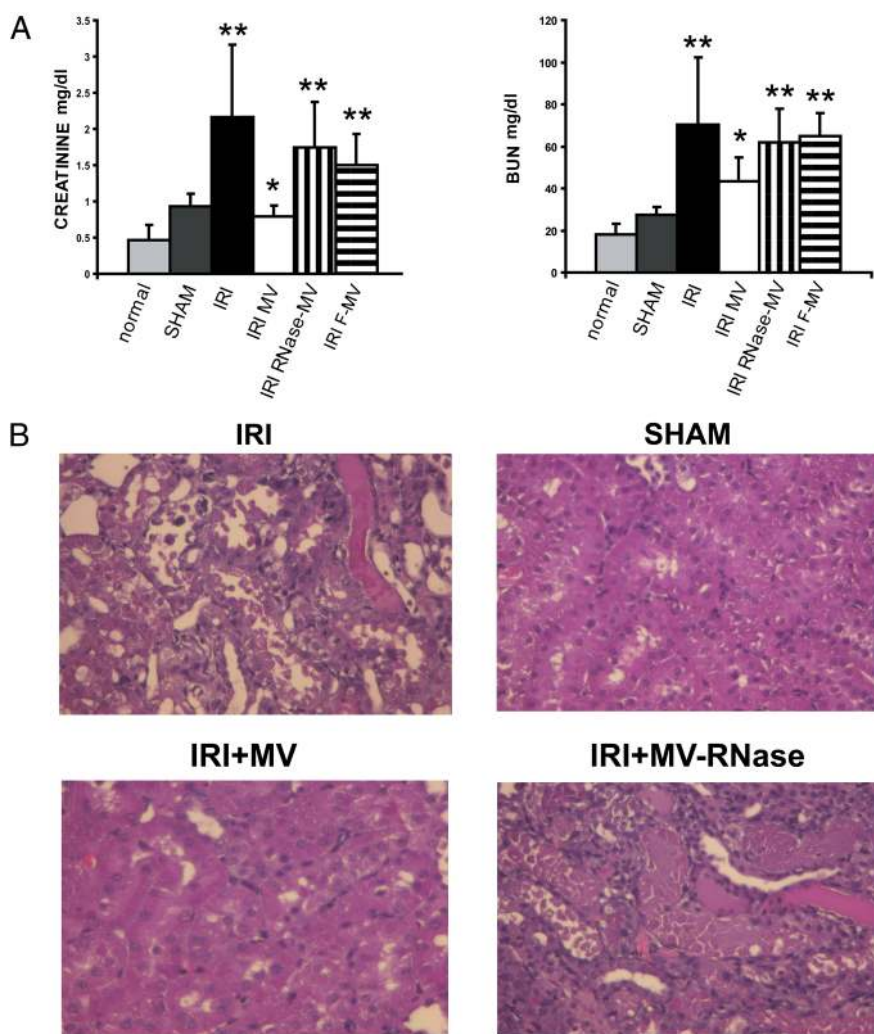 A
CREATININE mg/dl
3.5
3
2.5
2
1.5
1
0.5
0
**
*
**
**
normal
SHAM
IRI
IRI MV
IRI RNase-MV
IRI F-MV
BUN mg/dl
120
100
80
60
40
20
0
**
*
**
**
normal
SHAM
IRI
IRI MV
IRI RNase-MV
IRI F-MV
B
IRI
SHAM
IRI+MV
IRI+MV-RNase